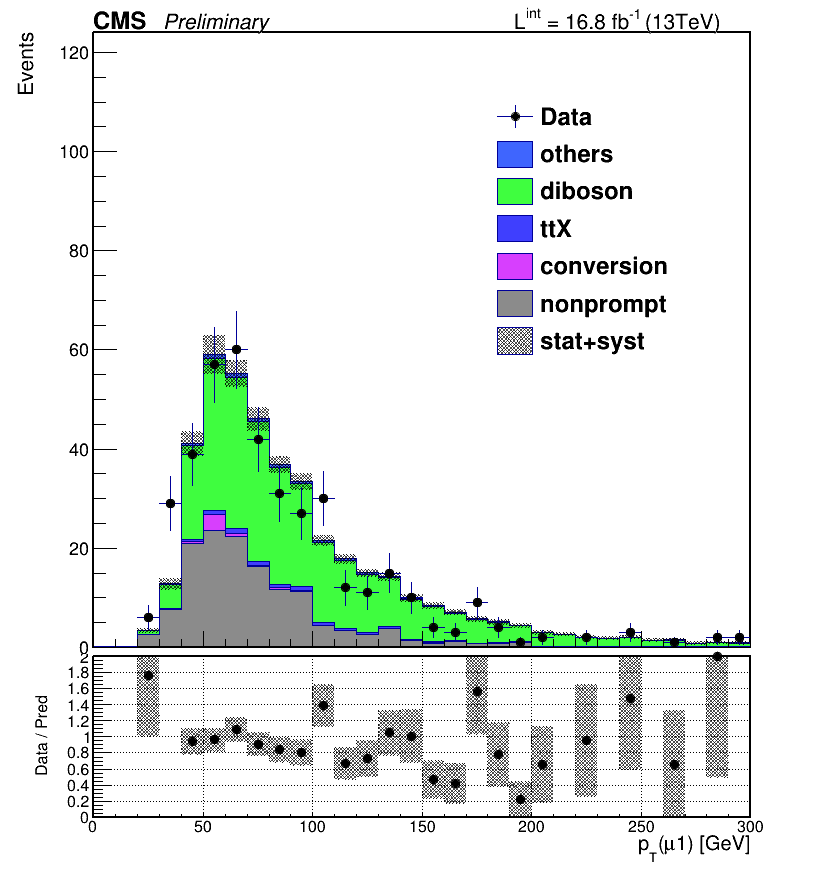 CMS Preliminary L^int = 16.8 fb^-1 (13TeV)
Events
120
100
80
60
40
20
0
Data
others
diboson
ttX
conversion
nonprompt
stat+syst
Data / Pred
2
1.8
1.6
1.4
1.2
1
0.8
0.6
0.4
0.2
0
0 50 100 150 200 250 300
p_T(μ1) [GeV]